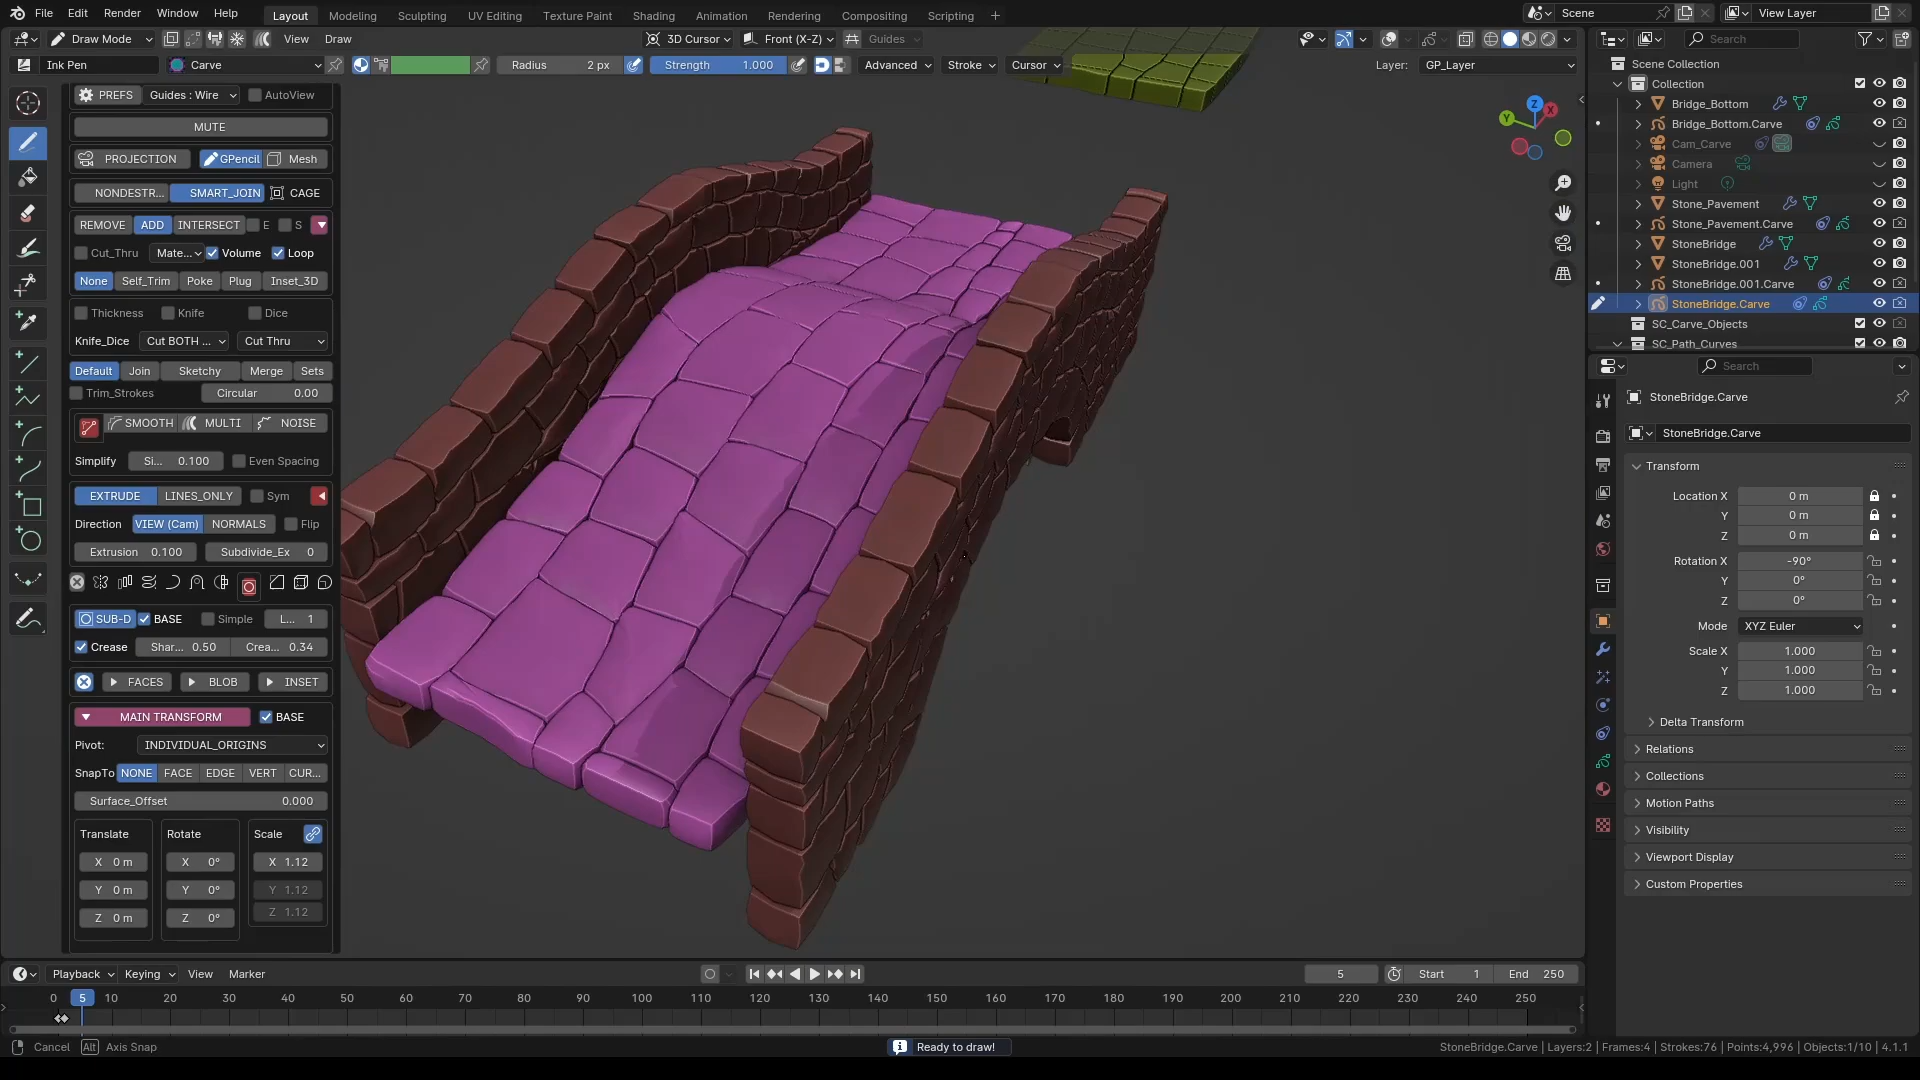 File Edit Render Window Help Layout Modeling Sculpting UV Editing Texture Paint Shading Animation Rendering Compositing Scripting + Scene View Layer
Draw Mode View Draw 3D Cursor Front (X-Z) Guides Search
Ink Pen Carve Radius 2 px Strength 1.000 Advanced Stroke Cursor Layer: GP_Layer
Scene Collection
Collection
Bridge_Bottom
Bridge_Bottom.Carve
Cam_Carve
Camera
Light
Stone_Pavement
Stone_Pavement.Carve
StoneBridge
StoneBridge.001
StoneBridge.001.Carve
StoneBridge.Carve
SC_Carve_Objects
SC_Path_Curves
PREFS Guides : Wire AutoView
MUTE
PROJECTION GPencil Mesh
NONDESTR... SMART_JOIN CAGE
REMOVE ADD INTERSECT E S
Cut_Thru Mate... Volume Loop
None Self_Trim Poke Plug Inset_3D
Thickness Knife Dice
Knife_Dice Cut BOTH ... Cut Thru
Default Join Sketchy Merge Sets
Trim_Strokes Circular 0.00
SMOOTH MULTI NOISE
Simplify Si... 0.100 Even Spacing
EXTRUDE LINES_ONLY Sym
Direction VIEW (Cam) NORMALS Flip
Extrusion 0.100 Subdivide_Ex 0
SUB-D BASE Simple L... 1
Crease Shar... 0.50 Crea... 0.34
FACES BLOB INSET
MAIN TRANSFORM BASE
Pivot: INDIVIDUAL_ORIGINS
SnapTo NONE FACE EDGE VERT CUR...
Surface_Offset 0.000
Translate Rotate Scale
X 0 m X 0° X 1.12
Y 0 m Y 0° Y 1.12
Z 0 m Z 0° Z 1.12
Z X Y
Search
StoneBridge.Carve
StoneBridge.Carve
Transform
Location X 0 m
Y 0 m
Z 0 m
Rotation X -90°
Y 0°
Z 0°
Mode XYZ Euler
Scale X 1.000
Y 1.000
Z 1.000
Delta Transform
Relations
Collections
Motion Paths
Visibility
Viewport Display
Custom Properties
Playback Keying View Marker 5 Start 1 End 250
0 5 10 20 30 40 50 60 70 80 90 100 110 120 130 140 150 160 170 180 190 200 210 220 230 240 250
Cancel Alt Axis Snap Ready to draw! StoneBridge.Carve | Layers:2 | Frames:4 | Strokes:76 | Points:4,996 | Objects:1/10 | 4.1.1